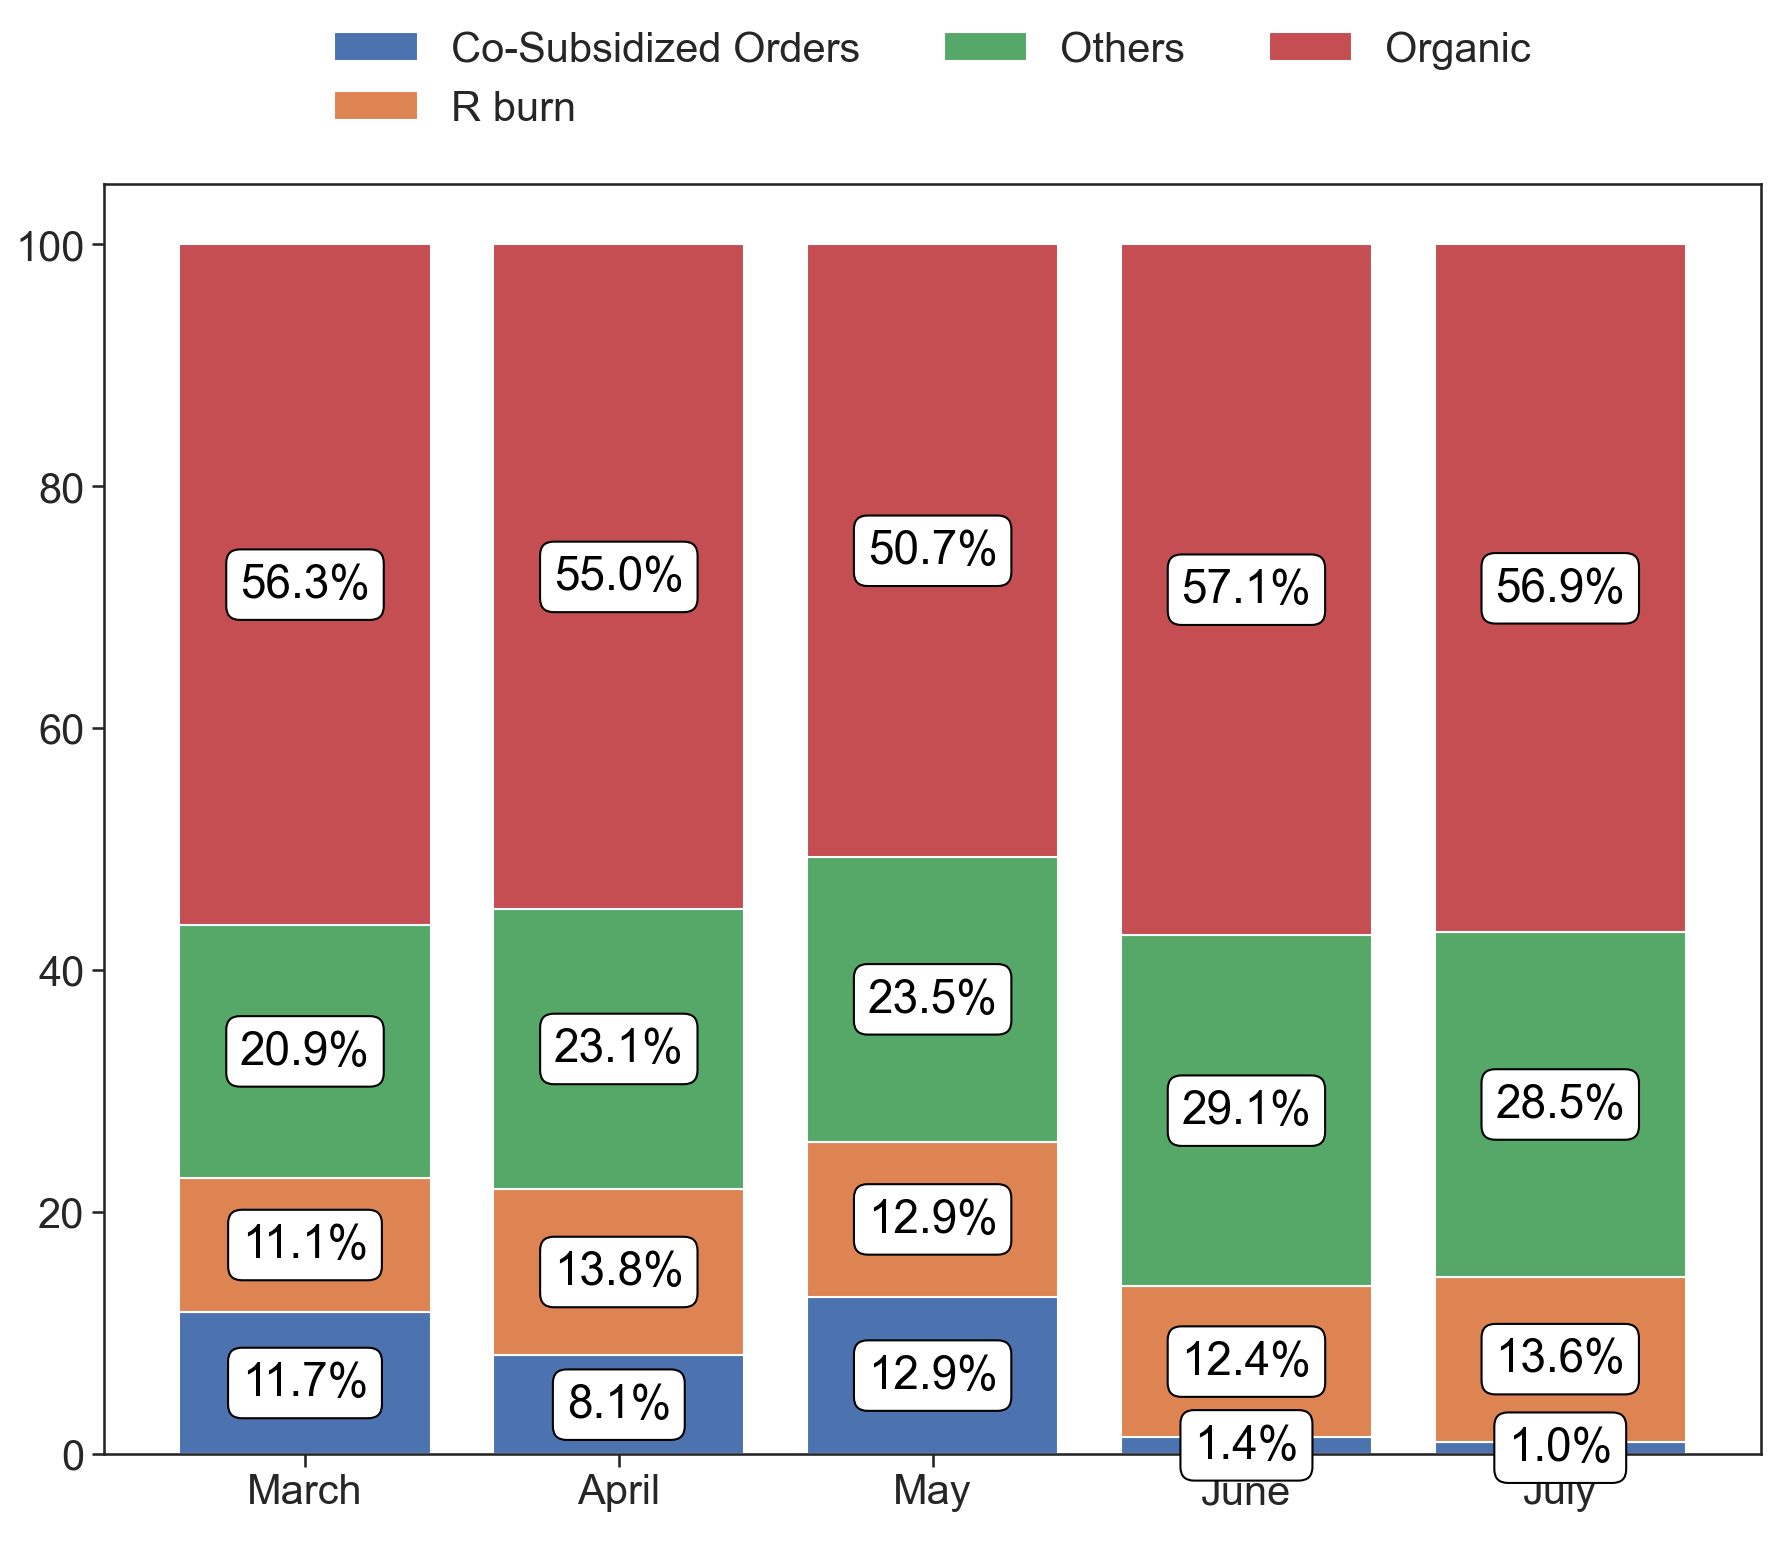 Co-Subsidized Orders
Others
Organic
R burn
100
80
60
40
20
0
56.3%
55.0%
50.7%
57.1%
56.9%
20.9%
23.1%
23.5%
29.1%
28.5%
11.1%
13.8%
12.9%
12.4%
13.6%
11.7%
8.1%
12.9%
1.4%
1.0%
March
April
May
June
July